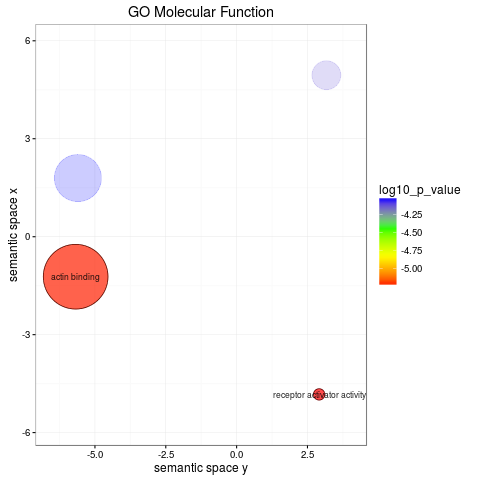 GO Molecular Function
6
3
0
-3
-6
semantic space x
actin binding
receptor activator activity
-5.0
-2.5
0.0
2.5
semantic space y
log10_p_value
-4.25
-4.50
-4.75
-5.00